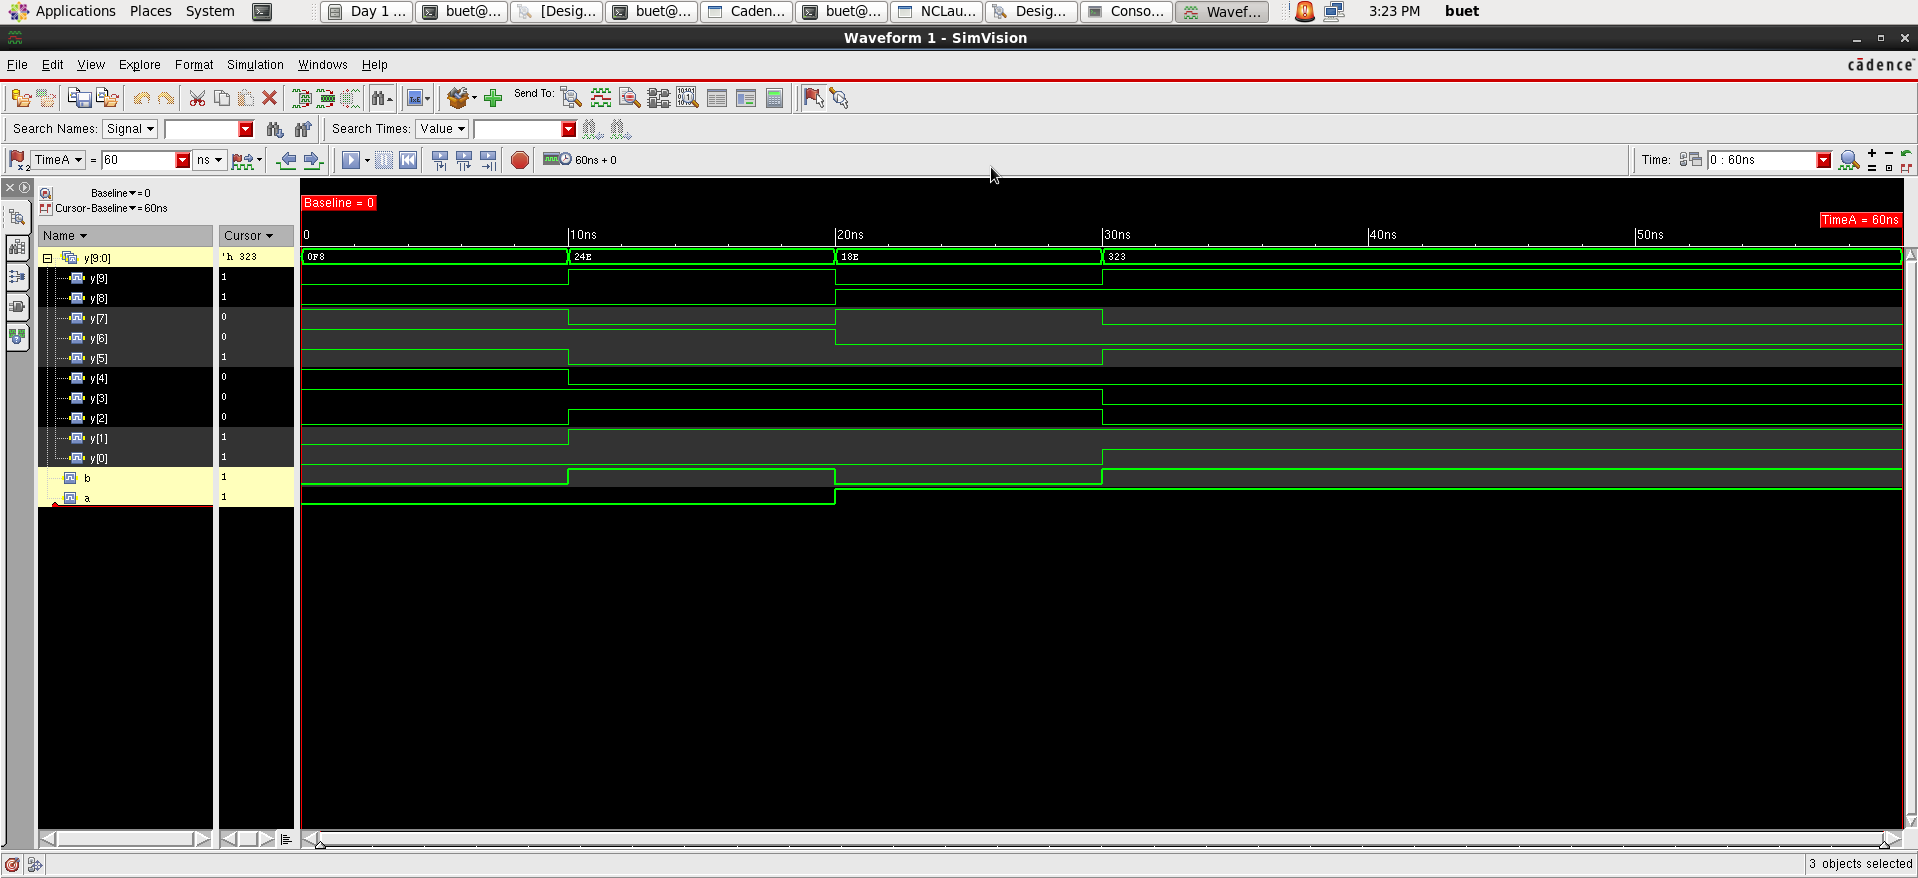 Applications Places System Day 1 ... buet@... [Desig... buet@... Caden... buet@... NCLau... Desig... Conso... Wavef... 3:23 PM buet
Waveform 1 - SimVision
File Edit View Explore Format Simulation Windows Help cādence
Send To:
Search Names: Signal Search Times: Value
TimeA = 60 ns 60ns + 0 Time: 0 : 60ns
Baseline = 0
Cursor-Baseline = 60ns
Baseline = 0
TimeA = 60ns
Name Cursor 0 10ns 20ns 30ns 40ns 50ns
y[9:0] 'h 323 0F8 24E 18E 323
y[9] 1
y[8] 1
y[7] 0
y[6] 0
y[5] 1
y[4] 0
y[3] 0
y[2] 0
y[1] 1
y[0] 1
b 1
a 1
3 objects selected